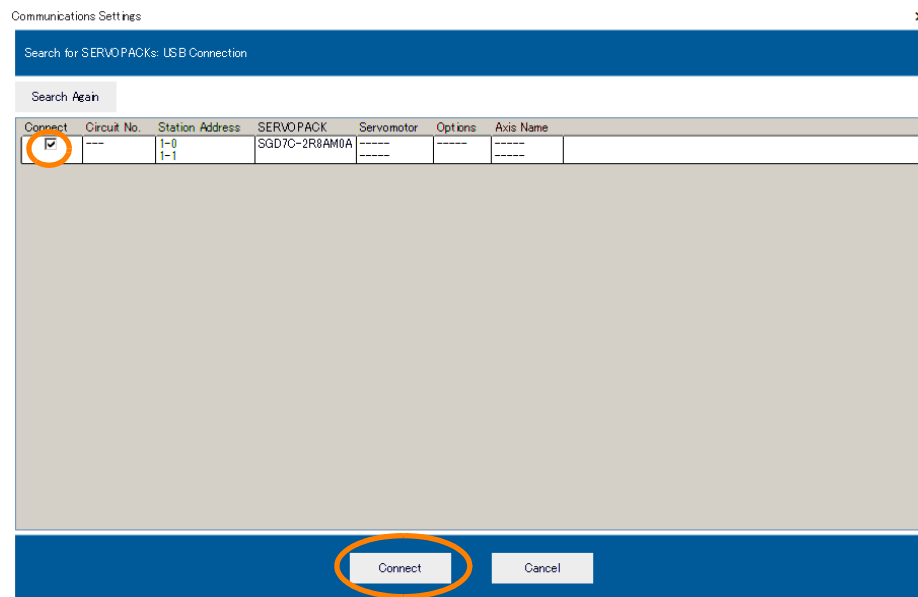 Communications Settings
Search for SERVOPACKs: USB Connection
Search Again
Connect Circuit No. Station Address SERVOPACK Servomotor Options Axis Name
--- 1-0 SGD7C-2R8AM0A ----- ----- -----
1-1 ----- -----
Connect Cancel